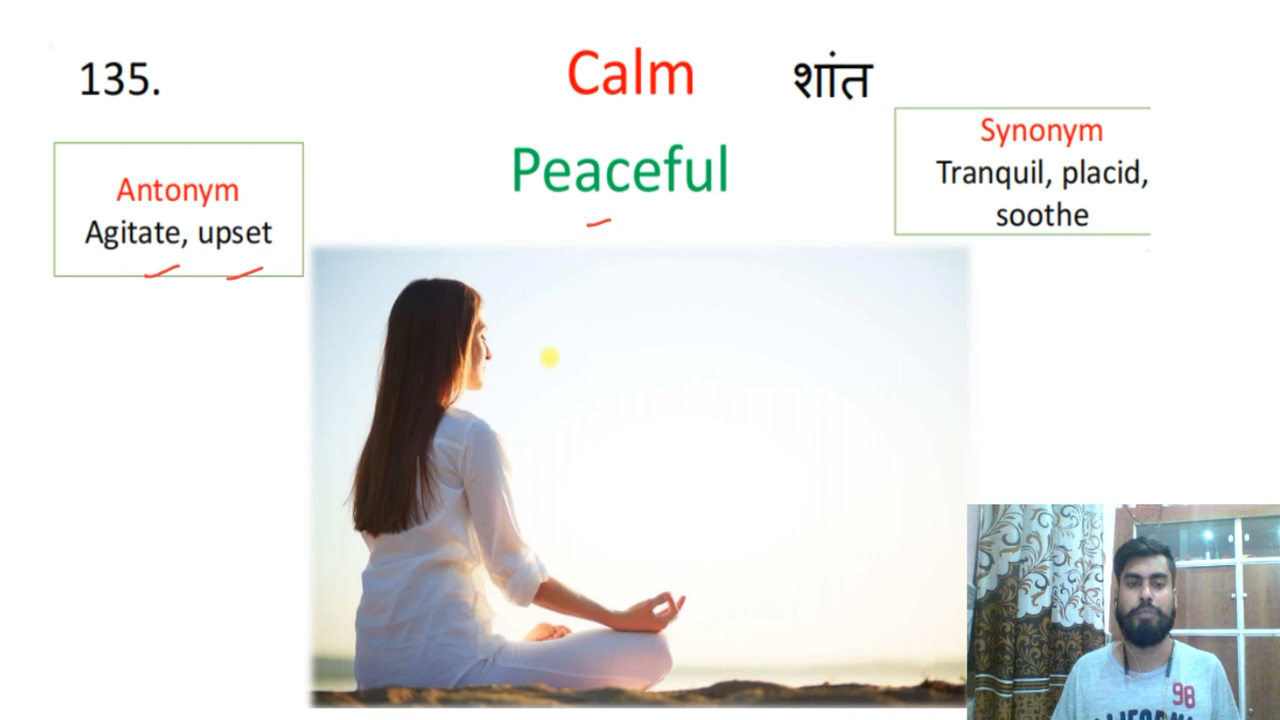 135.
Calm शांत
Peaceful
Antonym
Agitate, upset
Synonym
Tranquil, placid,
soothe
98